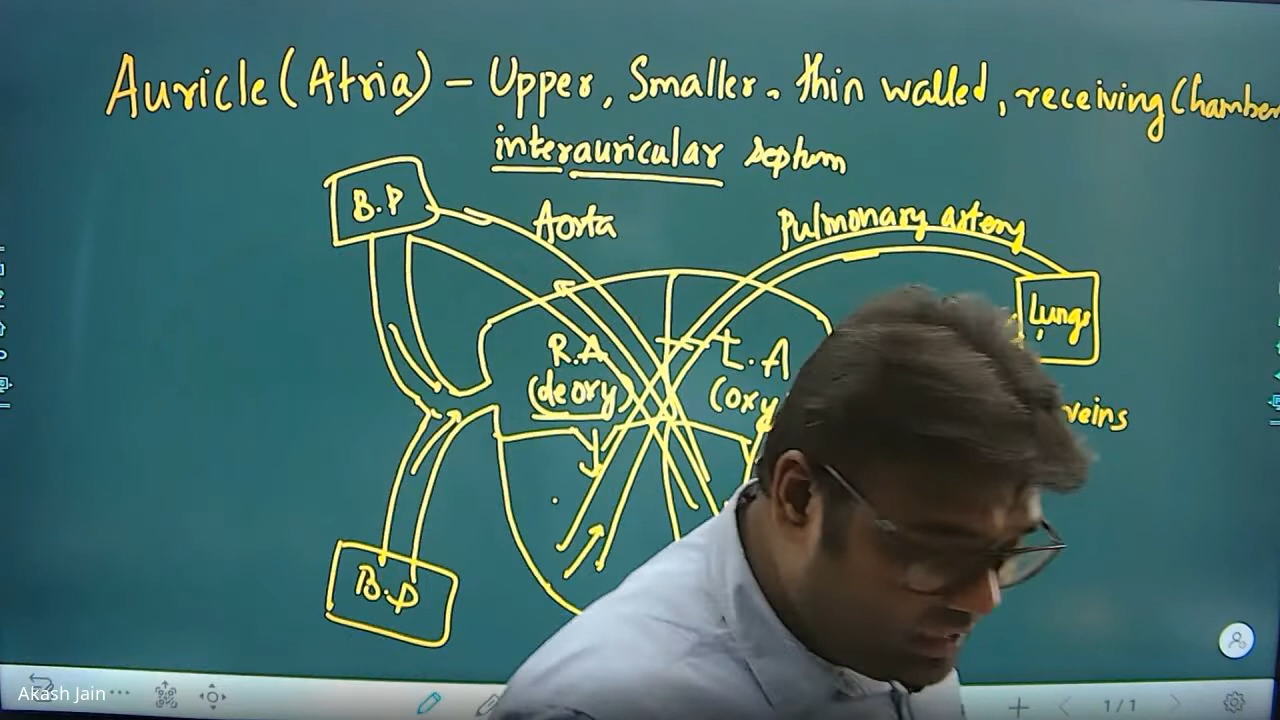 Auricle (Atria) - Upper, Smaller, thin walled, receiving Chamber
interauricular septum
B.P
Aorta
Pulmonary artery
Lungs
R.A
(deoxy)
L.A
(oxy
veins
B.P
Akash Jain
1/1